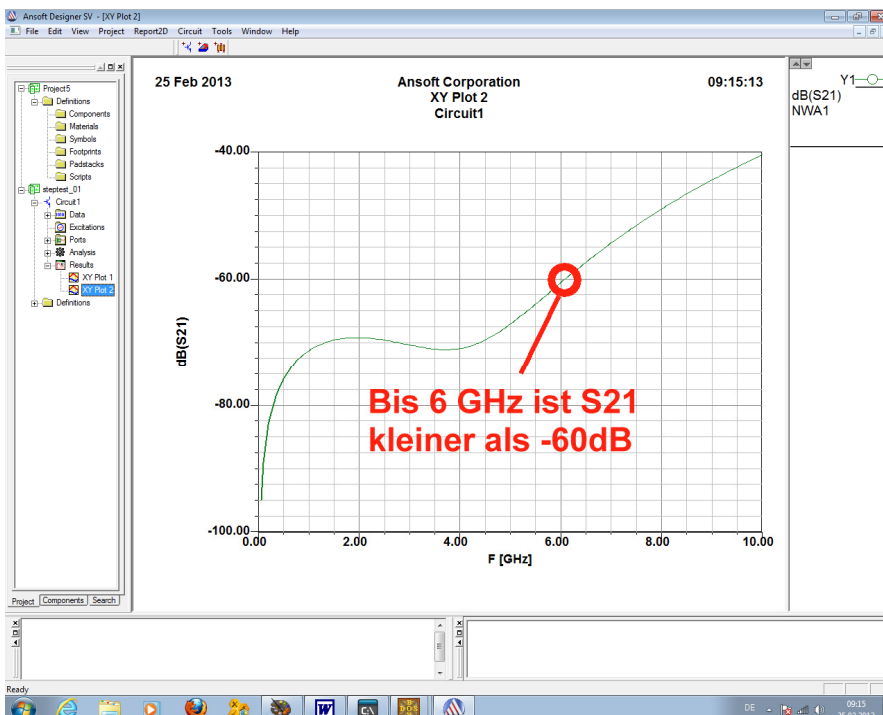 Ansoft Designer SV - [XY Plot 2]
File Edit View Project Report2D Circuit Tools Window Help
Project5
Definitions
Components
Materials
Symbols
Footprints
Padstacks
Scripts
steptest_01
Circuit1
Data
Excitations
Ports
Analysis
Results
XY Plot 1
XY Plot 2
Definitions
Project Components Search
25 Feb 2013
Ansoft Corporation
09:15:13
XY Plot 2
Circuit1
Y1
dB(S21)
NWA1
-40.00
-60.00
-80.00
-100.00
dB(S21)
Bis 6 GHz ist S21
kleiner als -60dB
0.00 2.00 4.00 6.00 8.00 10.00
F [GHz]
Ready
DE
09:15
25.02.2013